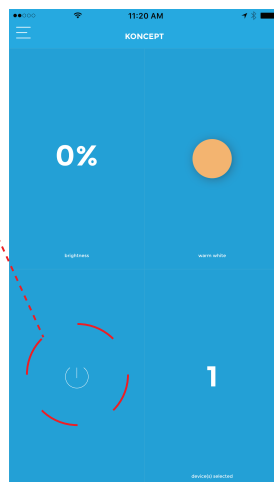 11:20 AM
KONCEPT
0%
brightness
warm white
1
device(s) selected